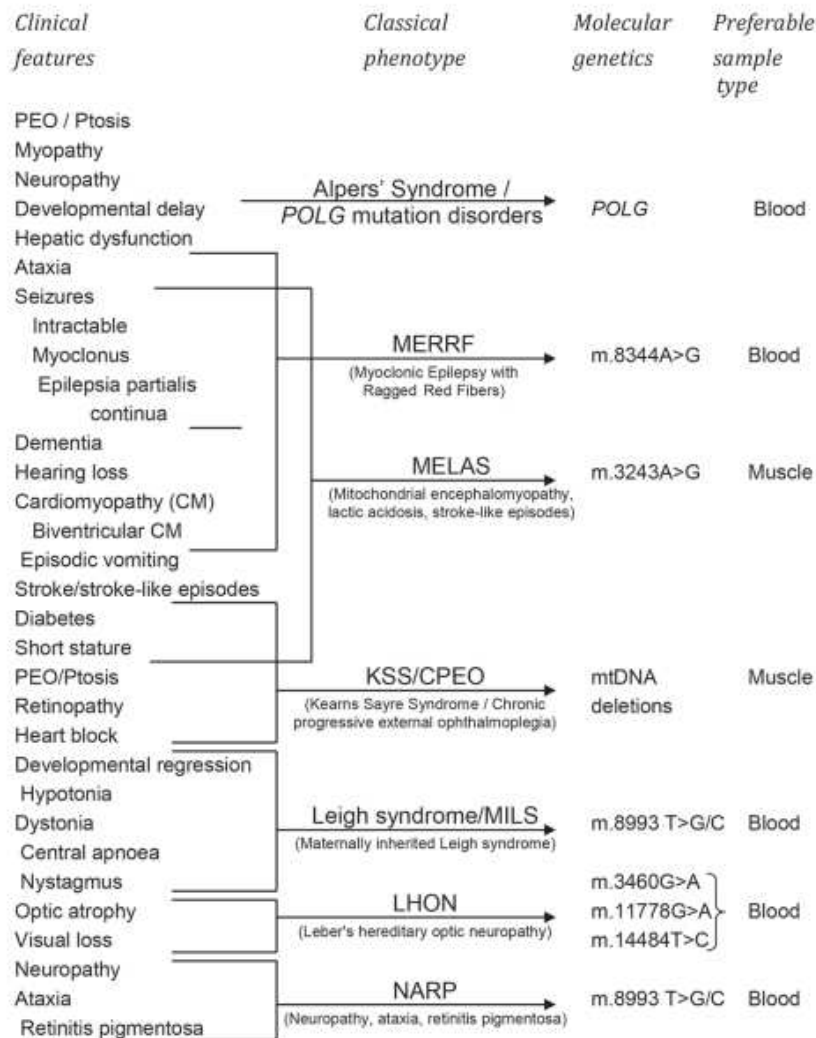 Clinical features
Classical phenotype
Molecular genetics
Preferable sample type
PEO / Ptosis
Myopathy
Neuropathy
Developmental delay
Hepatic dysfunction
Ataxia
Seizures
Intractable
Myoclonus
Epilepsia partialis
continua
Dementia
Hearing loss
Cardiomyopathy (CM)
Biventricular CM
Episodic vomiting
Stroke/stroke-like episodes
Diabetes
Short stature
PEO/Ptosis
Retinopathy
Heart block
Developmental regression
Hypotonia
Dystonia
Central apnoea
Nystagmus
Optic atrophy
Visual loss
Neuropathy
Ataxia
Retinitis pigmentosa
Alpers' Syndrome /
POLG mutation disorders
POLG
Blood
MERRF
(Myoclonic Epilepsy with
Ragged Red Fibers)
m.8344A>G
Blood
MELAS
(Mitochondrial encephalomyopathy,
lactic acidosis, stroke-like episodes)
m.3243A>G
Muscle
KSS/CPEO
(Kearns Sayre Syndrome / Chronic
progressive external ophthalmoplegia)
mtDNA
deletions
Muscle
Leigh syndrome/MILS
(Maternally inherited Leigh syndrome)
m.8993 T>G/C
Blood
LHON
(Leber's hereditary optic neuropathy)
m.3460G>A
m.11778G>A
m.14484T>C
Blood
NARP
(Neuropathy, ataxia, retinitis pigmentosa)
m.8993 T>G/C
Blood